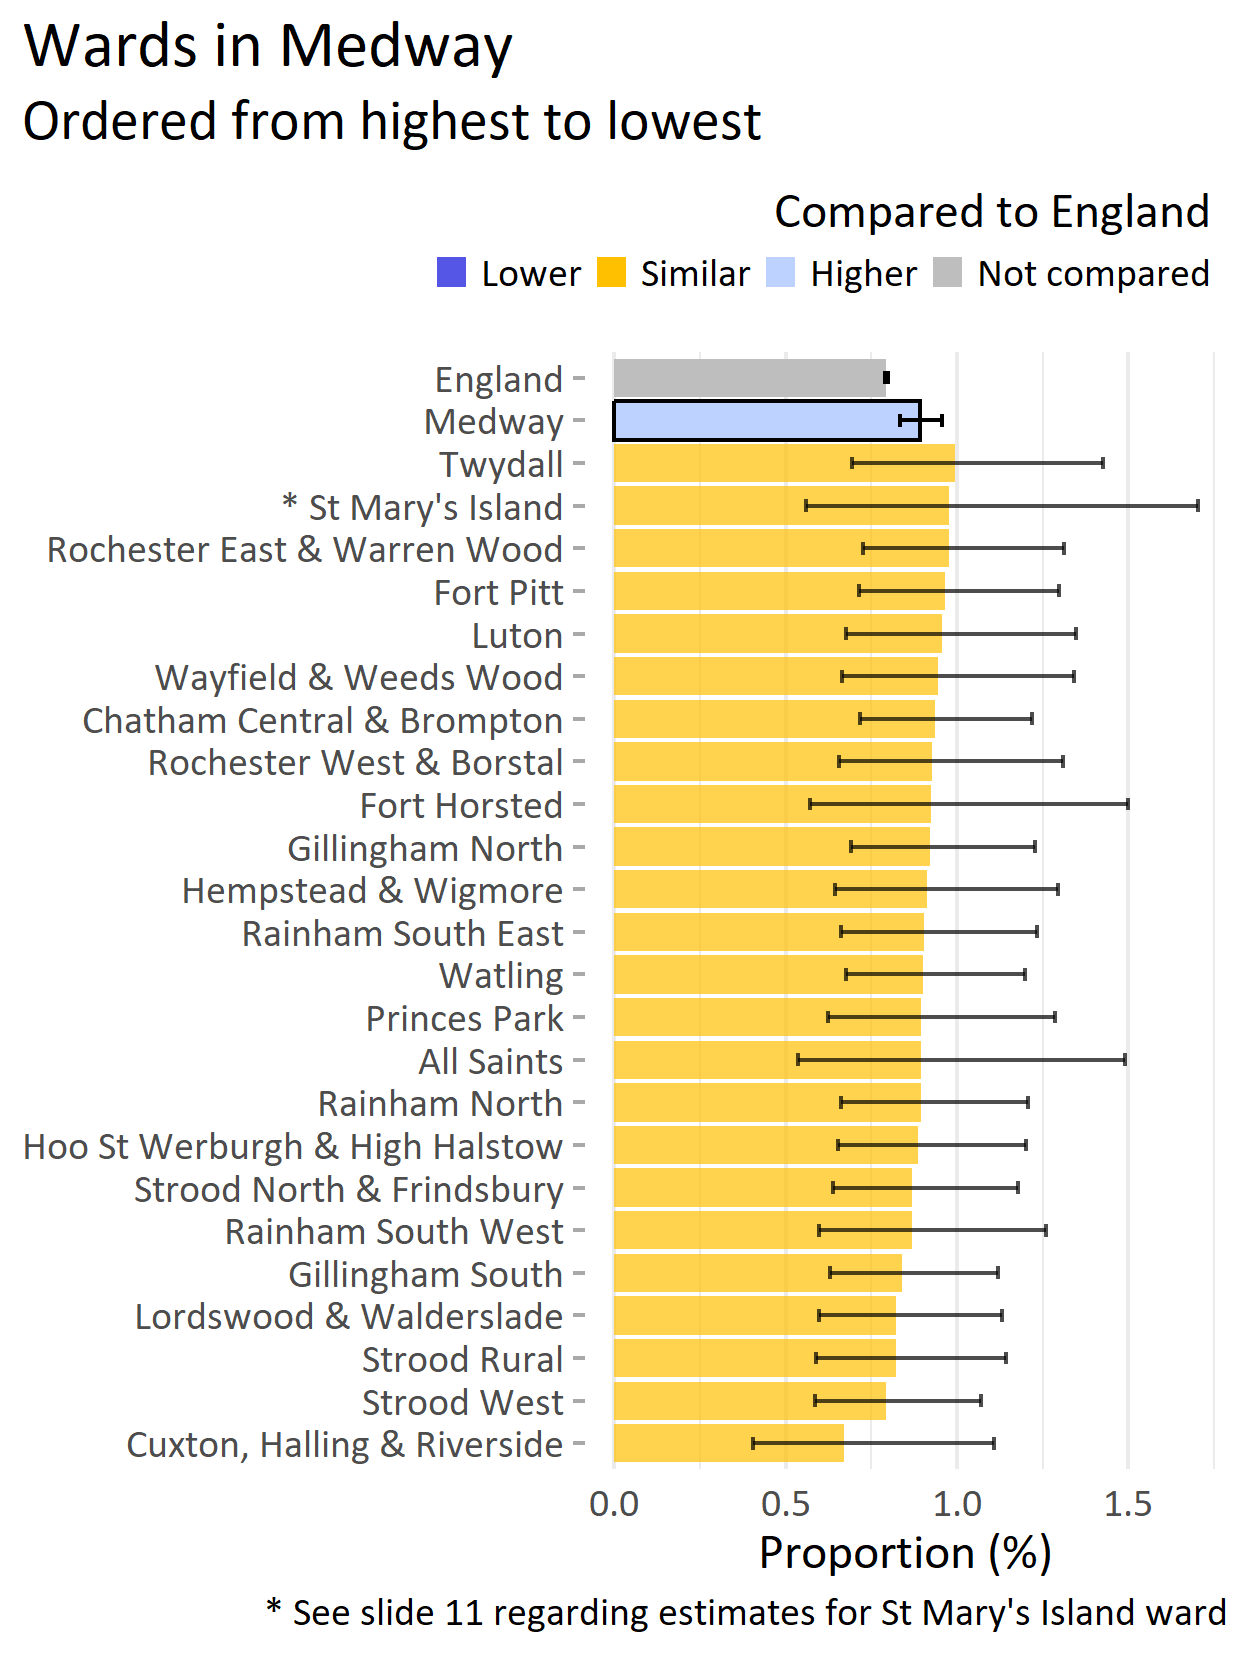 Wards in Medway
Ordered from highest to lowest
Compared to England
Lower Similar Higher Not compared
England
Medway
Twydall
* St Mary's Island
Rochester East & Warren Wood
Fort Pitt
Luton
Wayfield & Weeds Wood
Chatham Central & Brompton
Rochester West & Borstal
Fort Horsted
Gillingham North
Hempstead & Wigmore
Rainham South East
Watling
Princes Park
All Saints
Rainham North
Hoo St Werburgh & High Halstow
Strood North & Frindsbury
Rainham South West
Gillingham South
Lordswood & Walderslade
Strood Rural
Strood West
Cuxton, Halling & Riverside
0.0 0.5 1.0 1.5
Proportion (%)
* See slide 11 regarding estimates for St Mary's Island ward